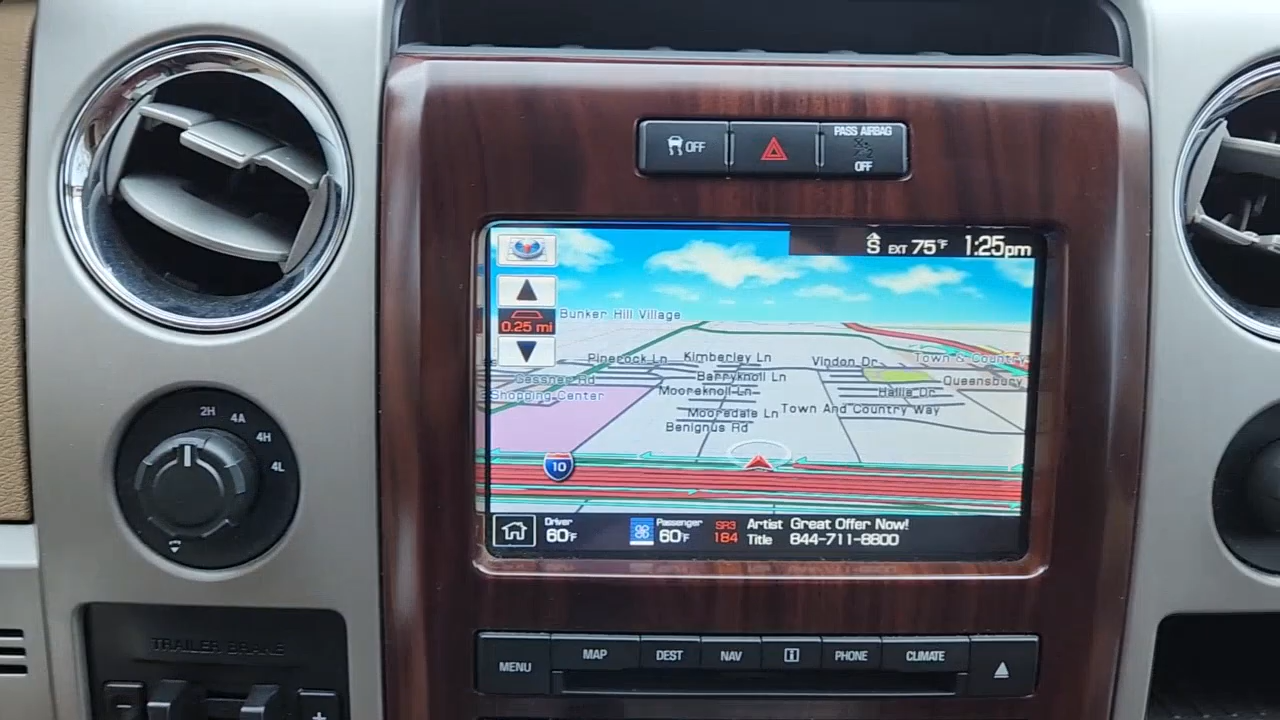 OFF
PASS AIRBAG
OFF
S EXT 75°F 1:25pm
0.25 mi
Bunker Hill Village
Pinerock Ln
Kimberley Ln
Vindon Dr
Town & Country
Gessner Rd
Barryknoll Ln
Queensbury
Shopping Center
Mooreknoll Ln
Hallie Dr
Mooredale Ln
Town And Country Way
Benignus Rd
10
Driver
60°F
Passenger
60°F
SR3
184
Artist Great Offer Now!
Title 844-711-8800
2H
4A
4H
4L
TRAILER BRAKE
- +
MENU
MAP
DEST
NAV
i
PHONE
CLIMATE